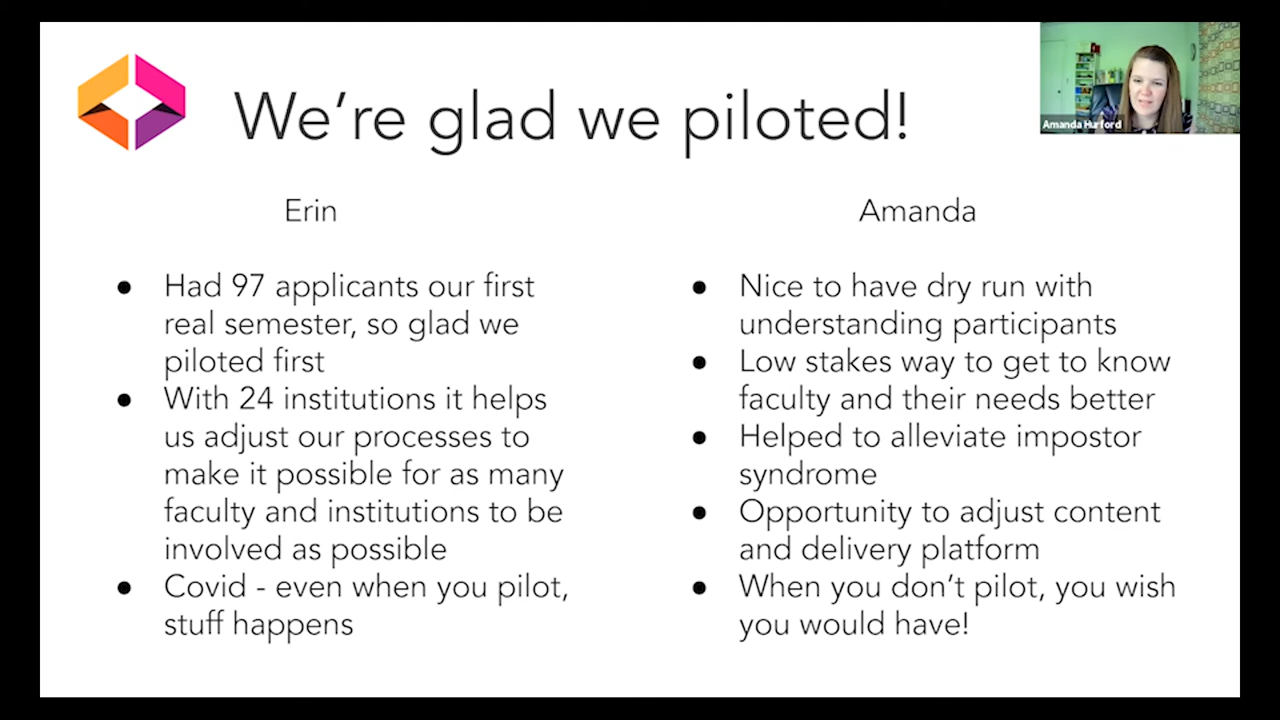 We're glad we piloted!
Amanda Hurford
Erin
● Had 97 applicants our first
real semester, so glad we
piloted first
● With 24 institutions it helps
us adjust our processes to
make it possible for as many
faculty and institutions to be
involved as possible
● Covid - even when you pilot,
stuff happens
Amanda
● Nice to have dry run with
understanding participants
● Low stakes way to get to know
faculty and their needs better
● Helped to alleviate impostor
syndrome
● Opportunity to adjust content
and delivery platform
● When you don't pilot, you wish
you would have!